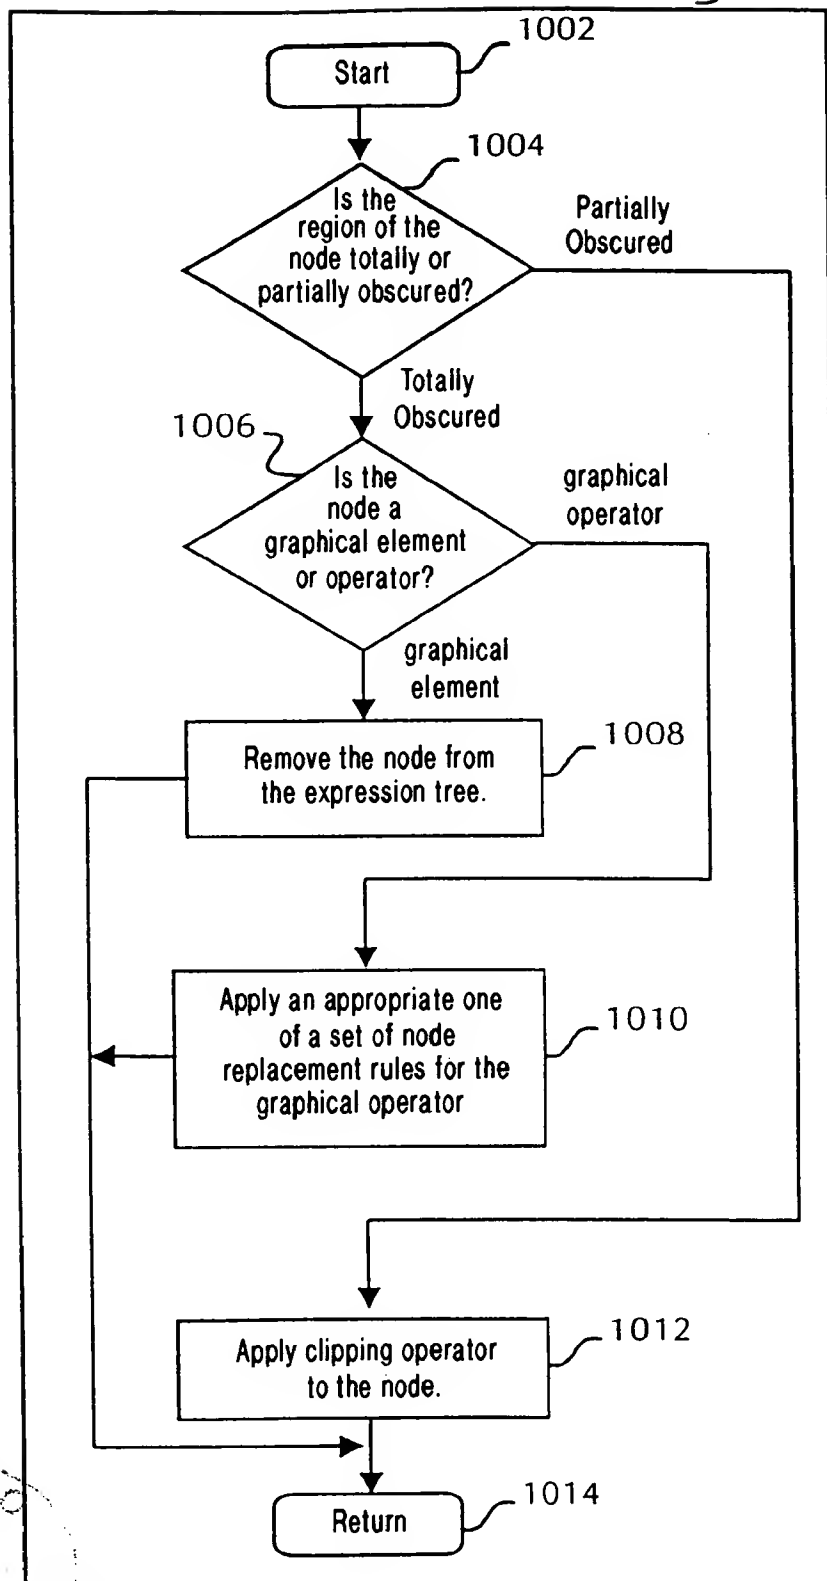 1002
Start
1004
Is the
region of the
node totally or
partially obscured?
Partially
Obscured
Totally
Obscured
1006
Is the
node a
graphical element
or operator?
graphical
operator
graphical
element
1008
Remove the node from
the expression tree.
Apply an appropriate one
of a set of node
replacement rules for the
graphical operator
1010
1012
Apply clipping operator
to the node.
1014
Return